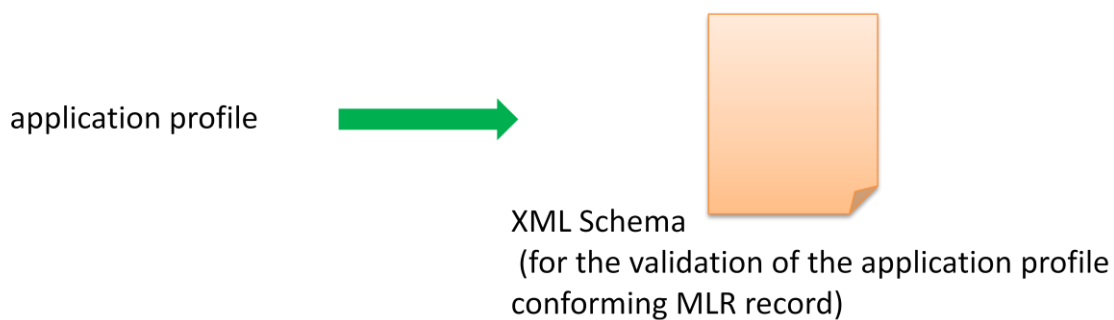 application profile
XML Schema
(for the validation of the application profile
conforming MLR record)